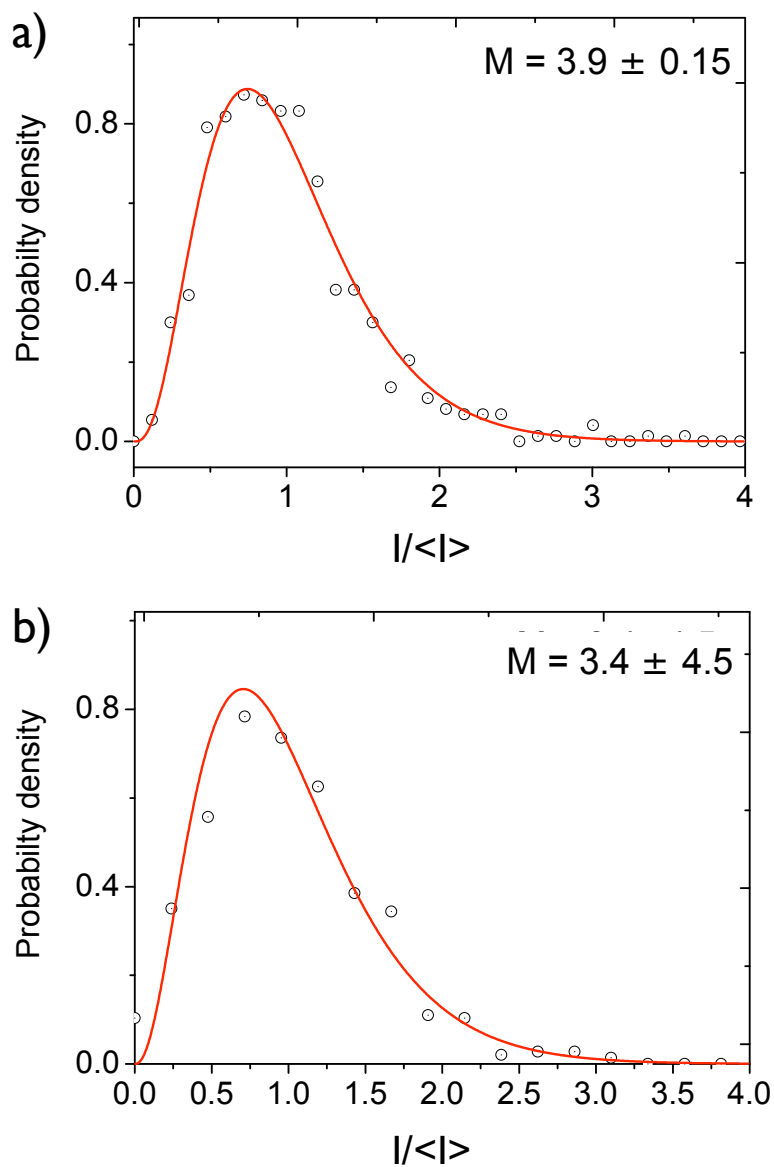 a)
M = 3.9 ± 0.15
Probabilty density
0.8
0.4
0.0
0 1 2 3 4
I/<I>
b)
M = 3.4 ± 4.5
Probabilty density
0.8
0.4
0.0
0.0 0.5 1.0 1.5 2.0 2.5 3.0 3.5 4.0
I/<I>